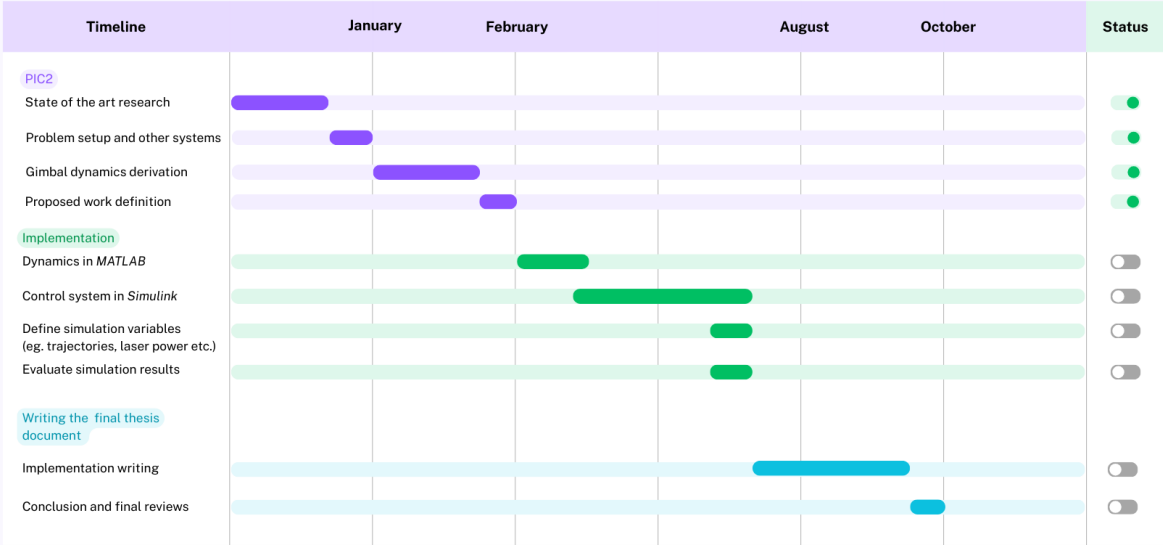 Timeline January February August October Status
PIC2
State of the art research
Problem setup and other systems
Gimbal dynamics derivation
Proposed work definition
Implementation
Dynamics in MATLAB
Control system in Simulink
Define simulation variables
(eg. trajectories, laser power etc.)
Evaluate simulation results
Writing the final thesis
document
Implementation writing
Conclusion and final reviews